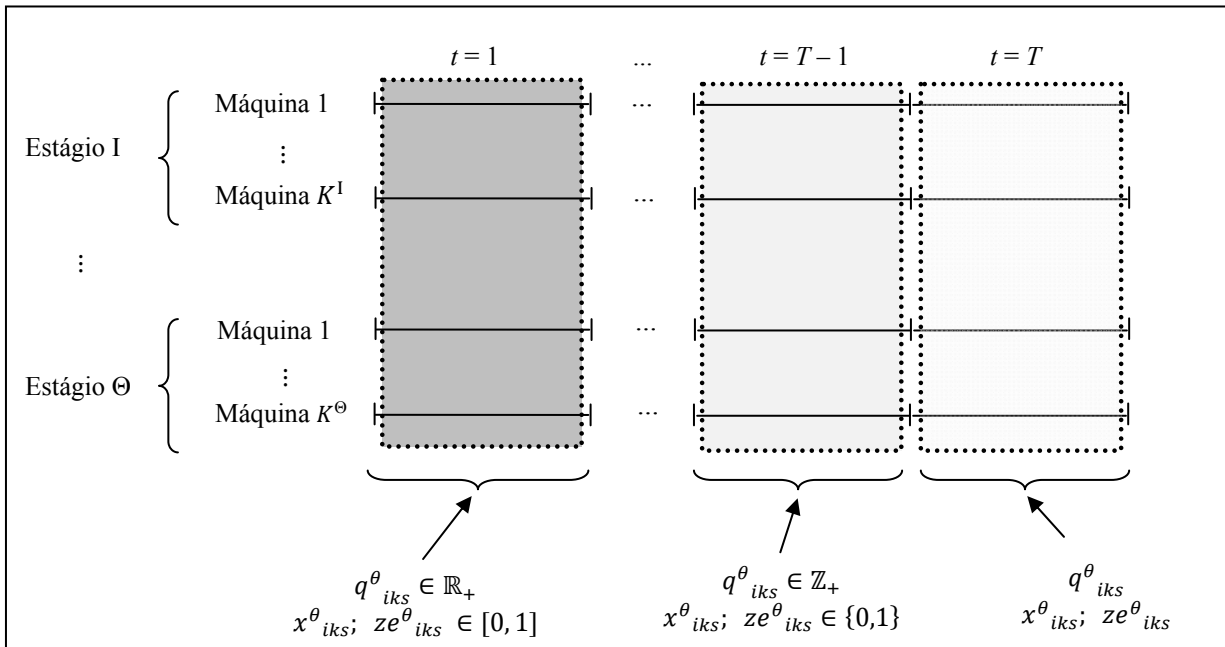 t = 1 ... t = T – 1 t = T
Máquina 1 ...
Estágio I ⋮
Máquina Kᴵ ...
⋮
Máquina 1 ...
Estágio Θ ⋮
Máquina K^Θ ...
q^θ_iks ∈ ℝ₊ q^θ_iks ∈ ℤ₊ q^θ_iks
x^θ_iks; ze^θ_iks ∈ [0, 1] x^θ_iks; ze^θ_iks ∈ {0,1} x^θ_iks; ze^θ_iks